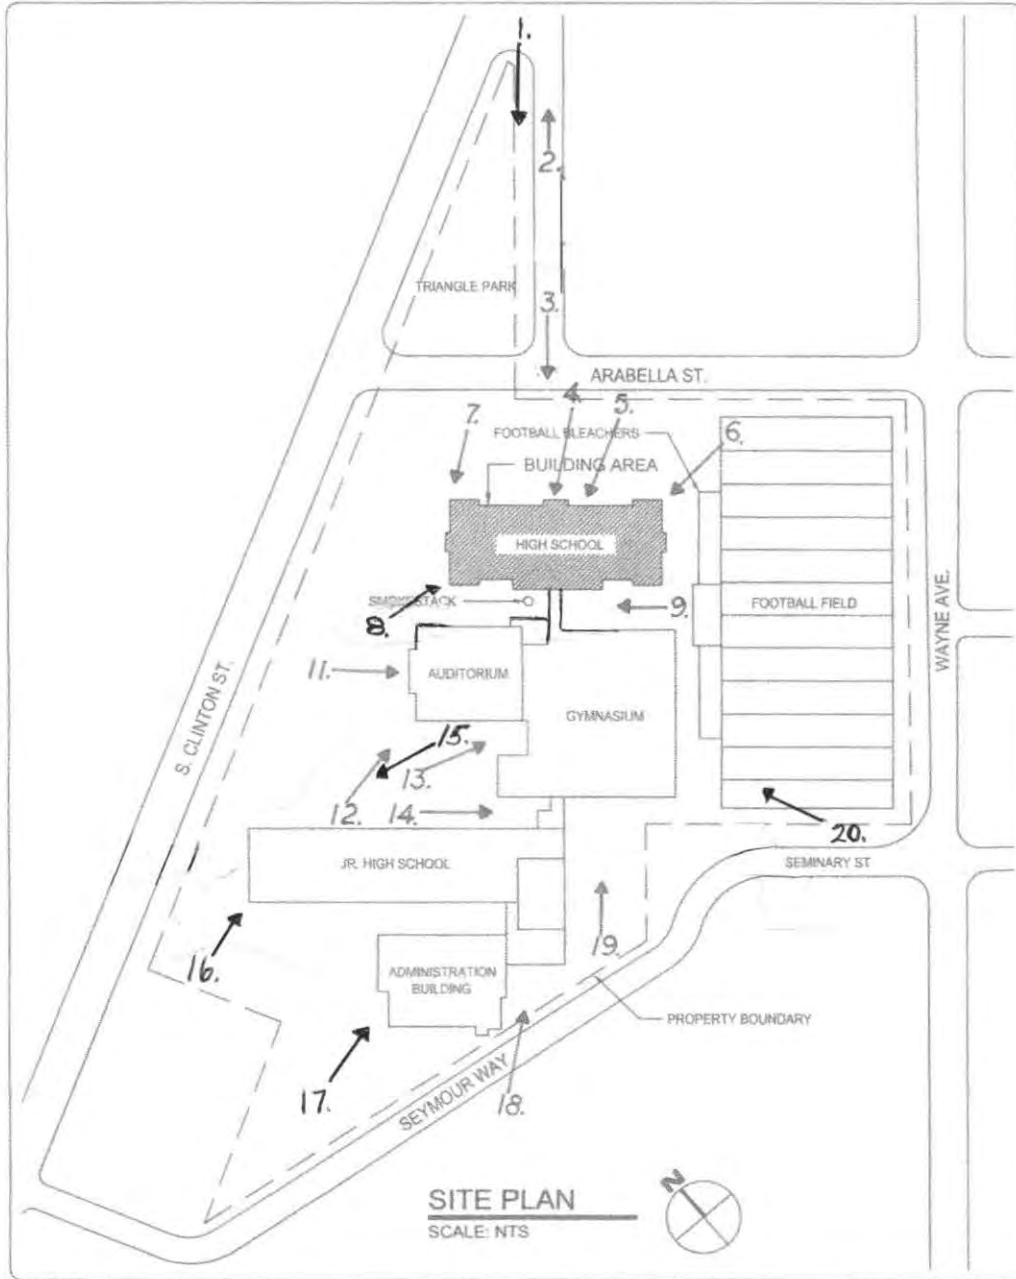 1.
2.
TRIANGLE PARK
3.
ARABELLA ST.
4.
5.
7.
FOOTBALL BLEACHERS
6.
BUILDING AREA
HIGH SCHOOL
SMOKESTACK
8.
9.
FOOTBALL FIELD
WAYNE AVE.
11.
AUDITORIUM
S. CLINTON ST.
GYMNASIUM
15.
13.
12.
14.
20.
JR. HIGH SCHOOL
SEMINARY ST
16.
19.
ADMINISTRATION
BUILDING
PROPERTY BOUNDARY
17.
SEYMOUR WAY
18.
N
SITE PLAN
SCALE: NTS